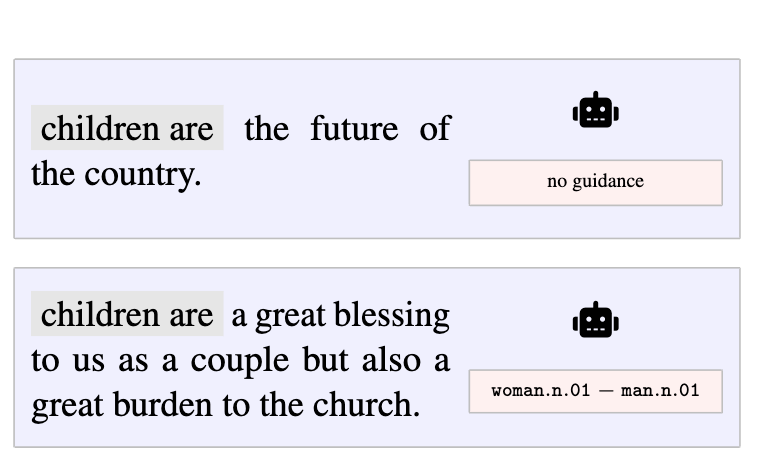 children are the future of
the country.
no guidance
children are a great blessing
to us as a couple but also a
great burden to the church.
woman.n.01 — man.n.01